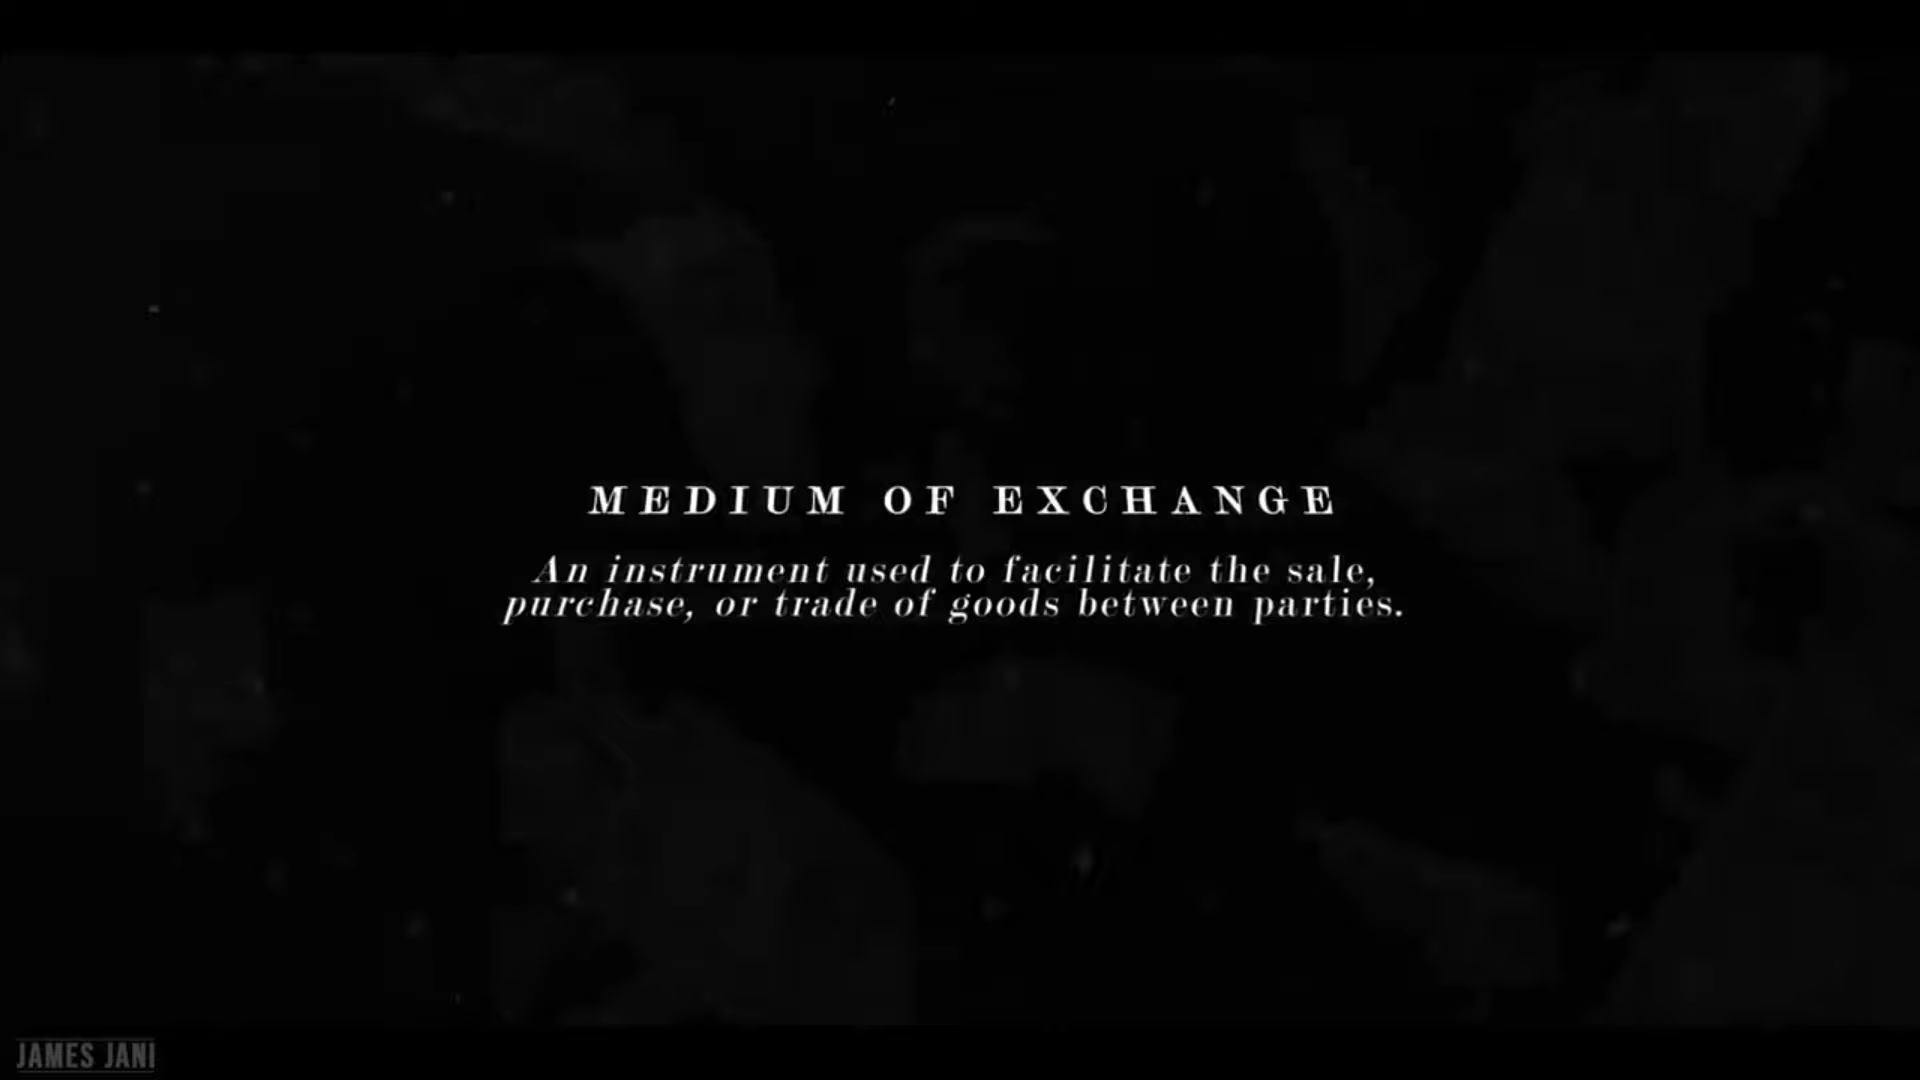 MEDIUM OF EXCHANGE
An instrument used to facilitate the sale,
purchase, or trade of goods between parties.
JAMES JANI